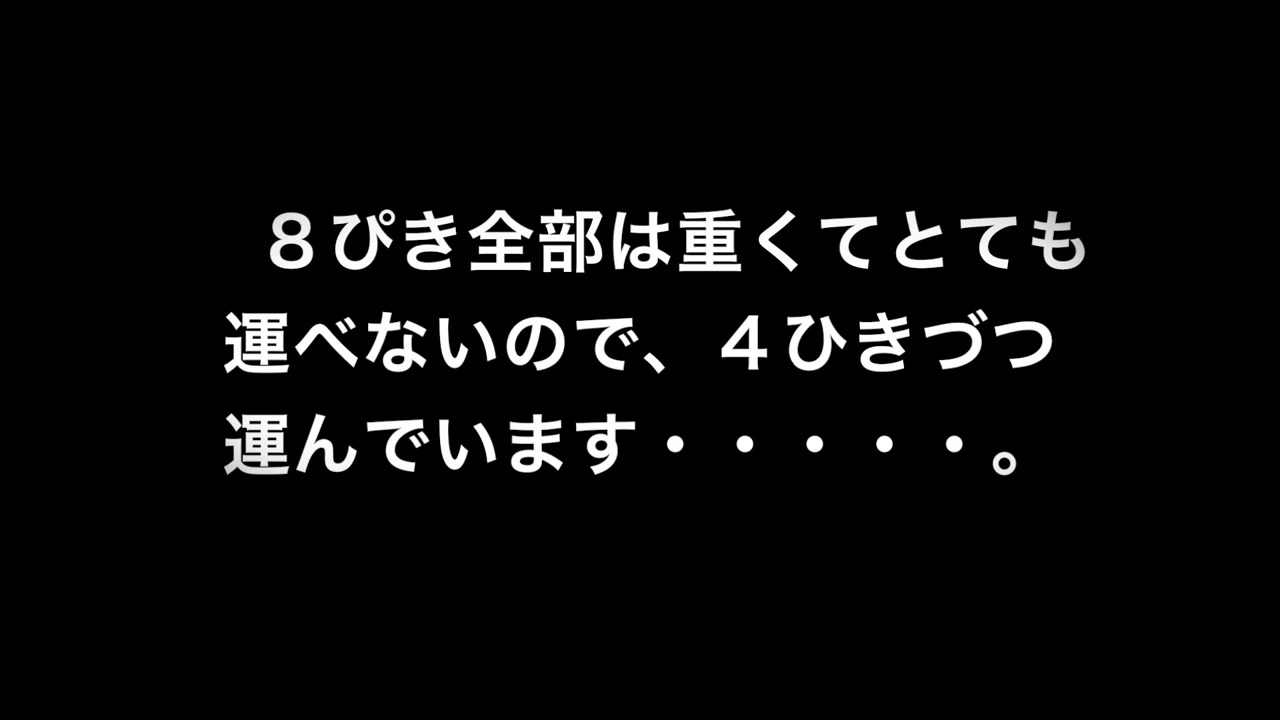 ８ぴき全部は重くてとても
運べないので、４ひきづつ
運んでいます・・・・・。